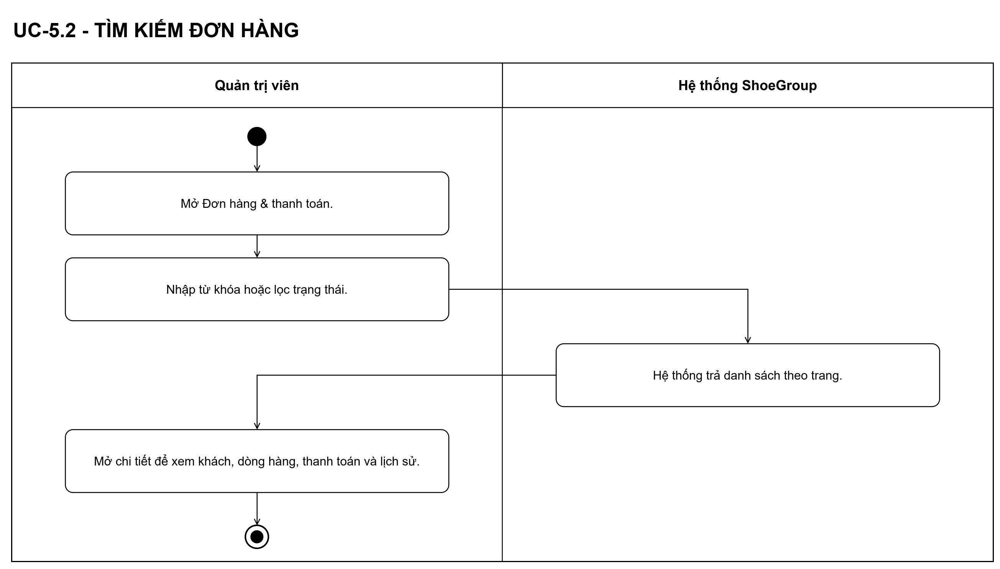 UC-5.2 - TÌM KIẾM ĐƠN HÀNG
Quản trị viên
Hệ thống ShoeGroup
Mở Đơn hàng & thanh toán.
Nhập từ khóa hoặc lọc trạng thái.
Hệ thống trả danh sách theo trang.
Mở chi tiết để xem khách, dòng hàng, thanh toán và lịch sử.